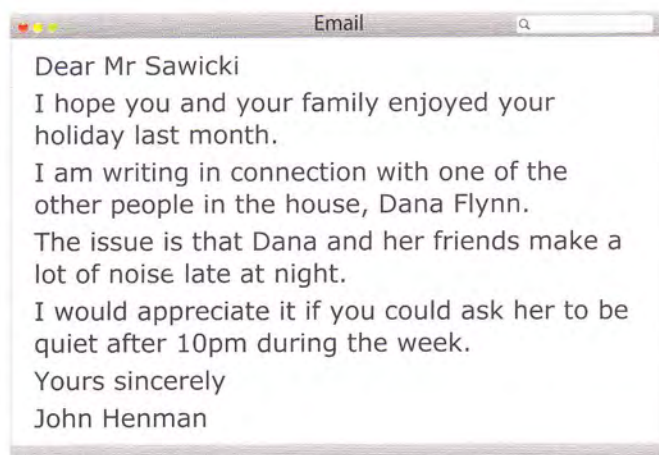 Email
Dear Mr Sawicki
I hope you and your family enjoyed your
holiday last month.
I am writing in connection with one of the
other people in the house, Dana Flynn.
The issue is that Dana and her friends make a
lot of noise late at night.
I would appreciate it if you could ask her to be
quiet after 10pm during the week.
Yours sincerely
John Henman